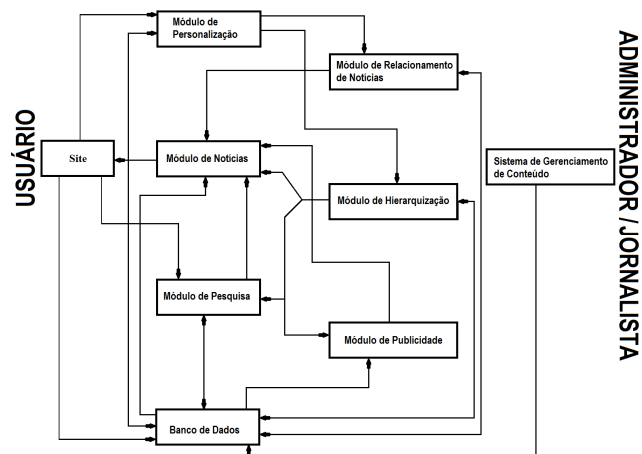 Módulo de
Personalização
Módulo de Relacionamento
de Notícias
ADMINISTRADOR / JORNALISTA
USUÁRIO
Site
Módulo de Notícias
Sistema de Gerenciamento
de Conteúdo
Módulo de Hierarquização
Módulo de Pesquisa
Módulo de Publicidade
Banco de Dados